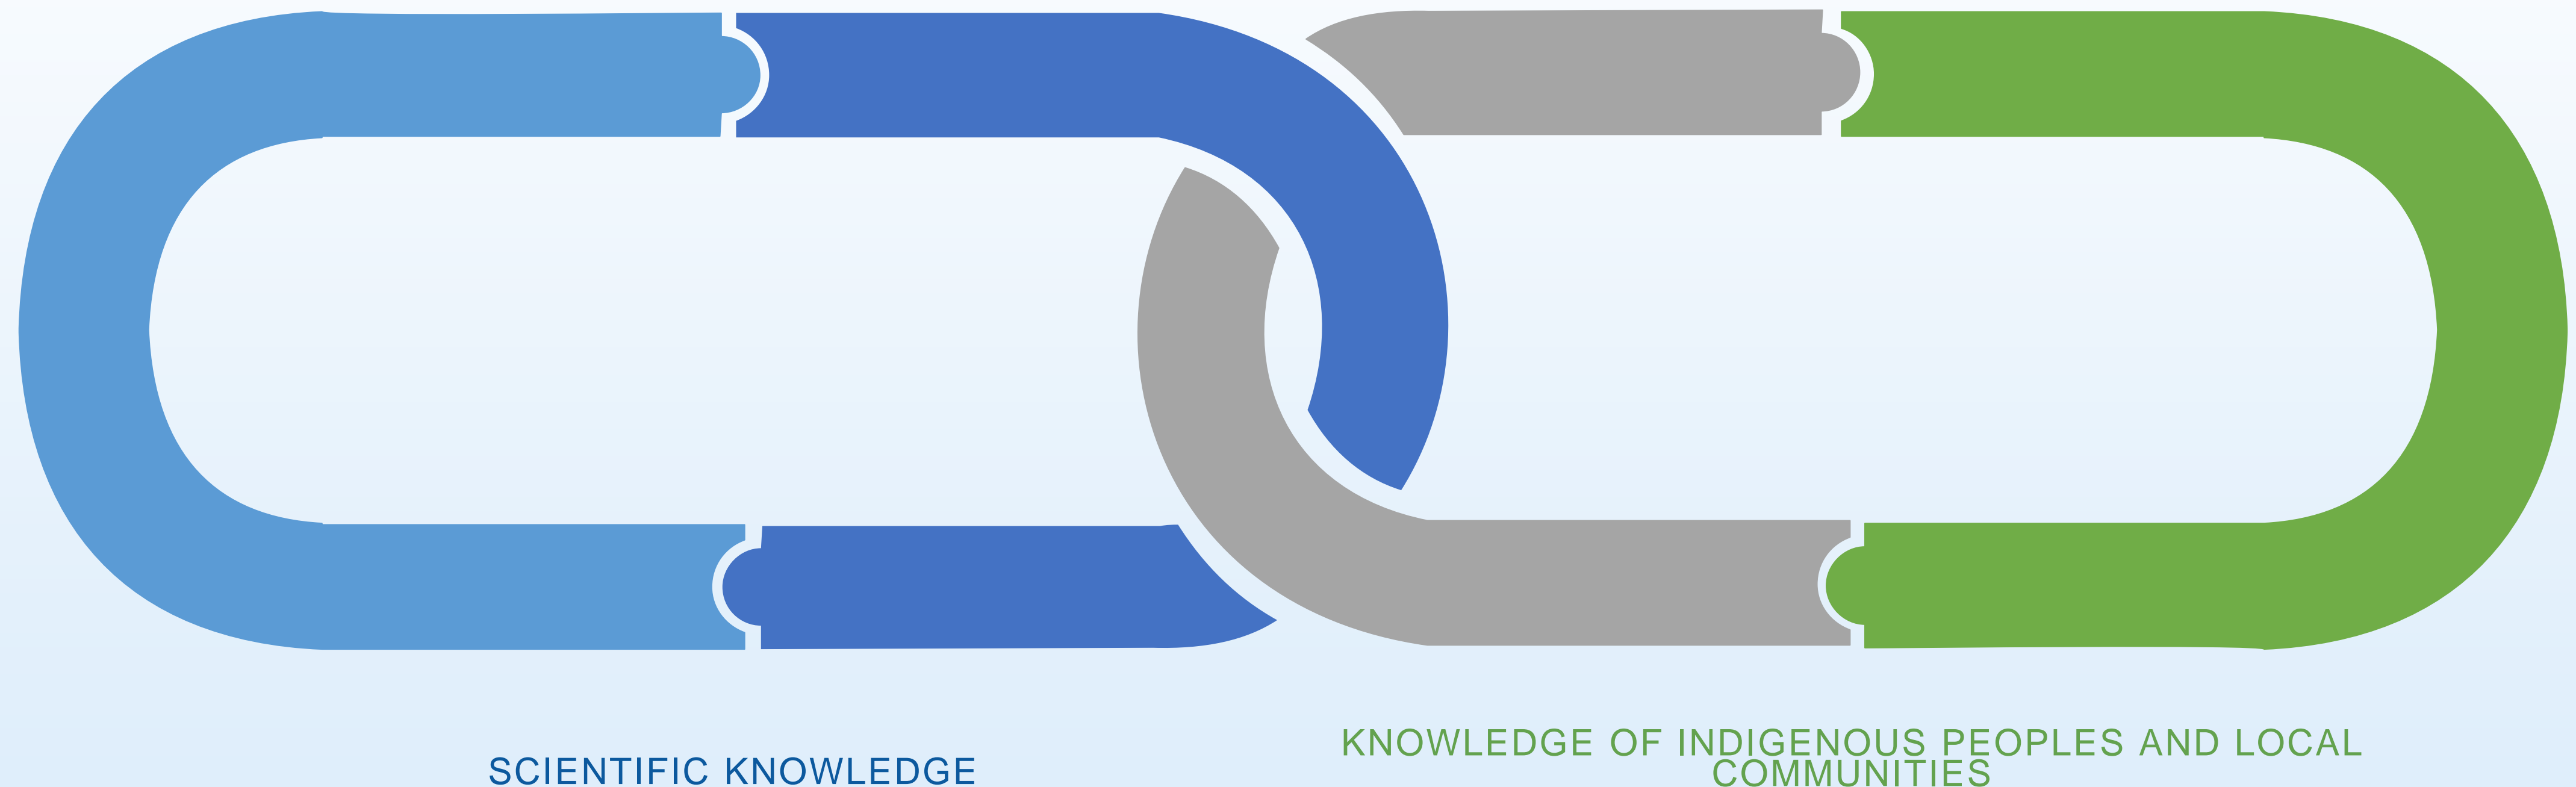 SCIENTIFIC KNOWLEDGE
KNOWLEDGE OF INDIGENOUS PEOPLES AND LOCAL
COMMUNITIES